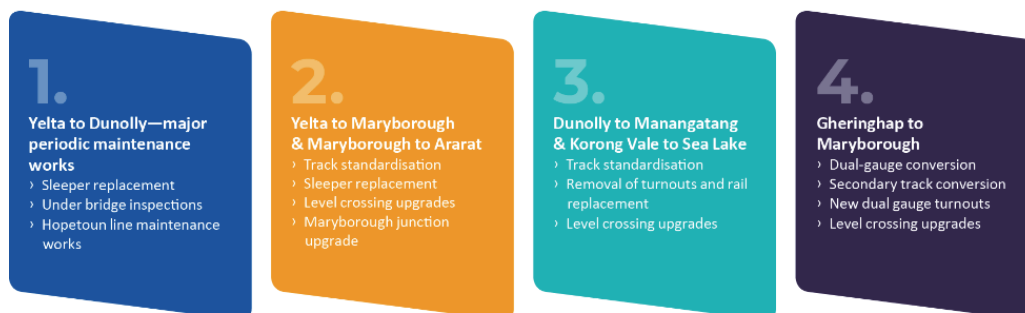 1.
Yelta to Dunolly—major
periodic maintenance
works
› Sleeper replacement
› Under bridge inspections
› Hopetoun line maintenance
works
2.
Yelta to Maryborough
& Maryborough to Ararat
› Track standardisation
› Sleeper replacement
› Level crossing upgrades
› Maryborough junction
upgrade
3.
Dunolly to Manangatang
& Korong Vale to Sea Lake
› Track standardisation
› Removal of turnouts and rail
replacement
› Level crossing upgrades
4.
Gheringhap to
Maryborough
› Dual-gauge conversion
› Secondary track conversion
› New dual gauge turnouts
› Level crossing upgrades